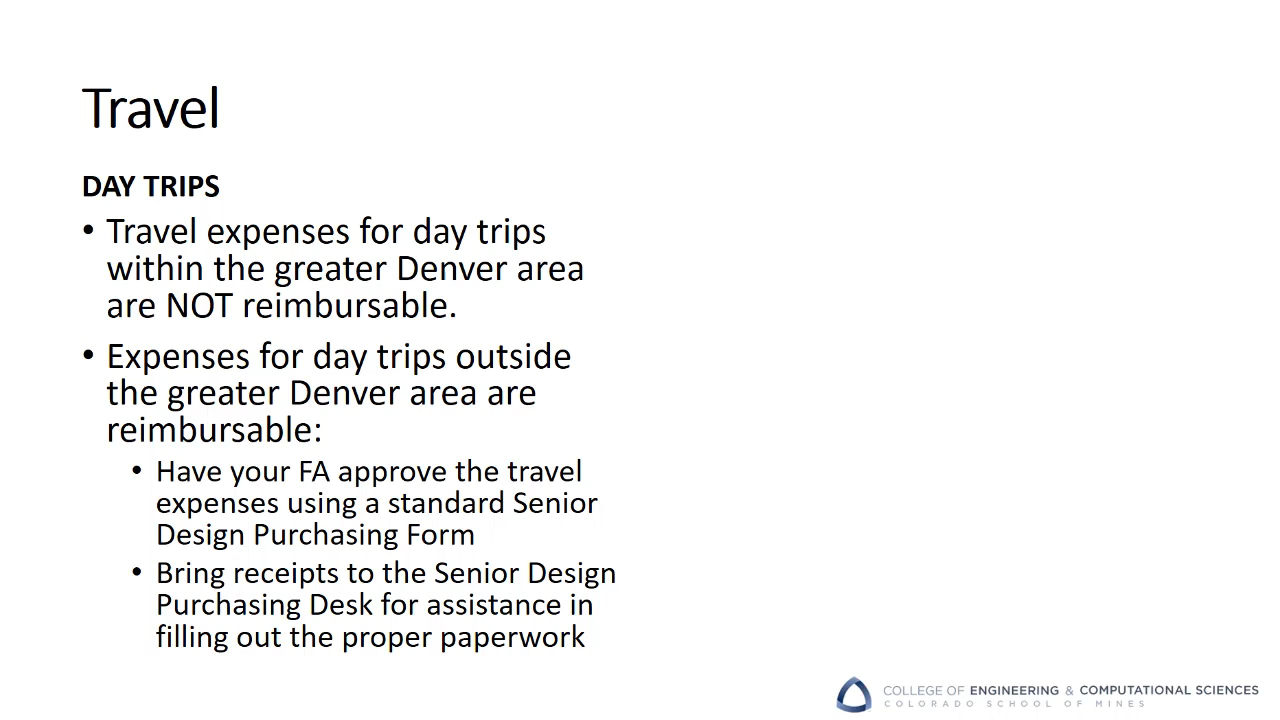 Travel
DAY TRIPS
• Travel expenses for day trips
within the greater Denver area
are NOT reimbursable.
• Expenses for day trips outside
the greater Denver area are
reimbursable:
• Have your FA approve the travel
expenses using a standard Senior
Design Purchasing Form
• Bring receipts to the Senior Design
Purchasing Desk for assistance in
filling out the proper paperwork
COLLEGE OF ENGINEERING & COMPUTATIONAL SCIENCES
COLORADO SCHOOL OF MINES